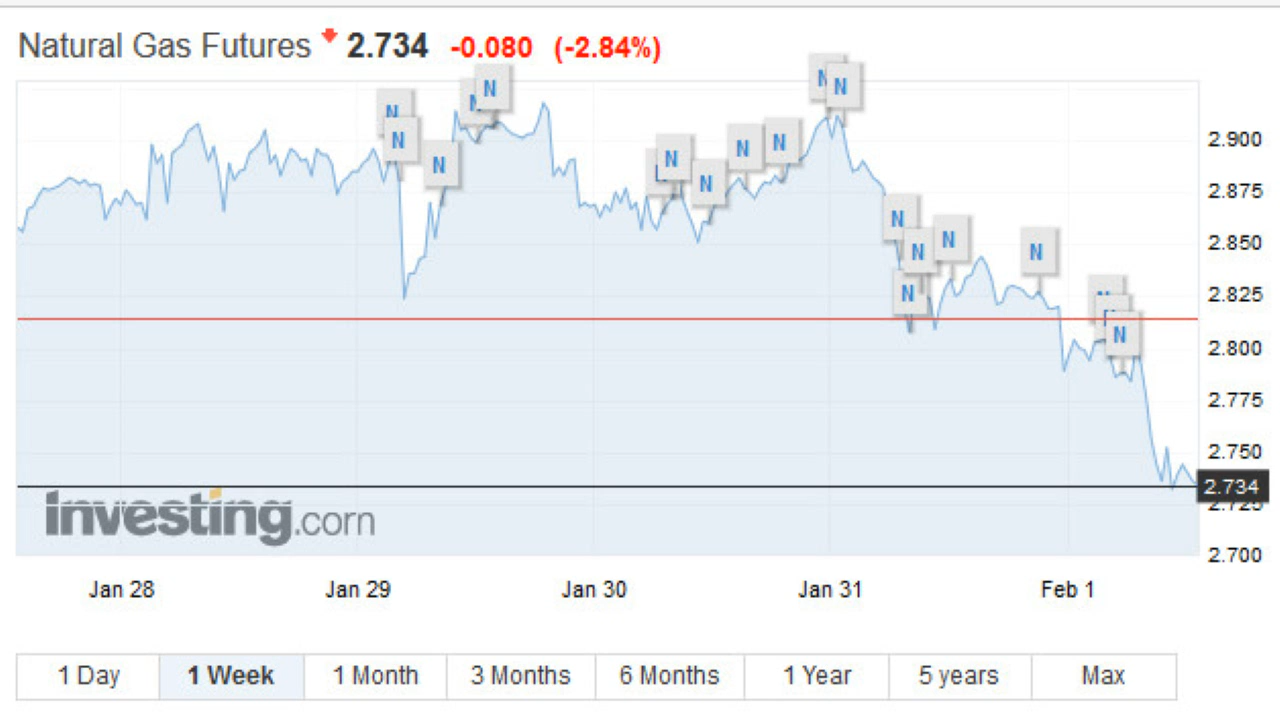 Natural Gas Futures 2.734 -0.080 (-2.84%)
N N
N N
N N
N N
N N
N
N
N
N
N
N
N
N
N
N
2.900
2.875
2.850
2.825
2.800
2.775
2.750
2.734
2.725
2.700
Investing.com
Jan 28 Jan 29 Jan 30 Jan 31 Feb 1
1 Day 1 Week 1 Month 3 Months 6 Months 1 Year 5 years Max